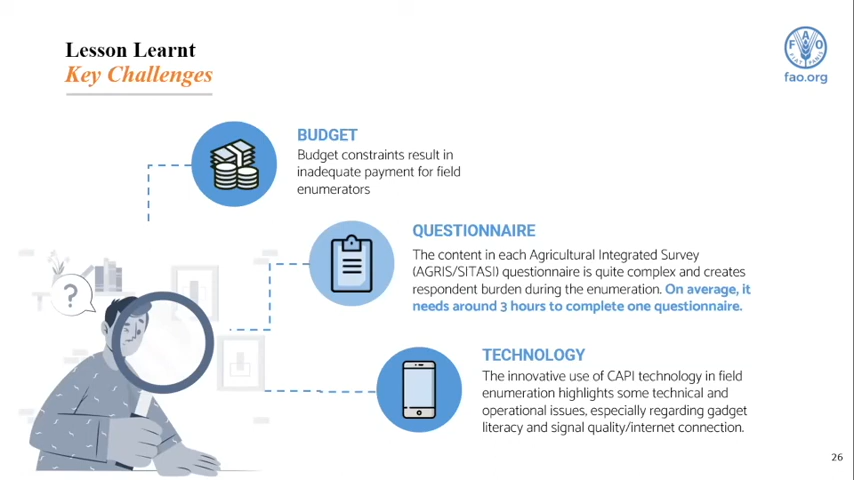 Lesson Learnt
Key Challenges
F A O
FIAT PANIS
fao.org
BUDGET
Budget constraints result in
inadequate payment for field
enumerators
QUESTIONNAIRE
The content in each Agricultural Integrated Survey
(AGRIS/SITASI) questionnaire is quite complex and creates
respondent burden during the enumeration. On average, it
needs around 3 hours to complete one questionnaire.
?
TECHNOLOGY
The innovative use of CAPI technology in field
enumeration highlights some technical and
operational issues, especially regarding gadget
literacy and signal quality/internet connection.
26